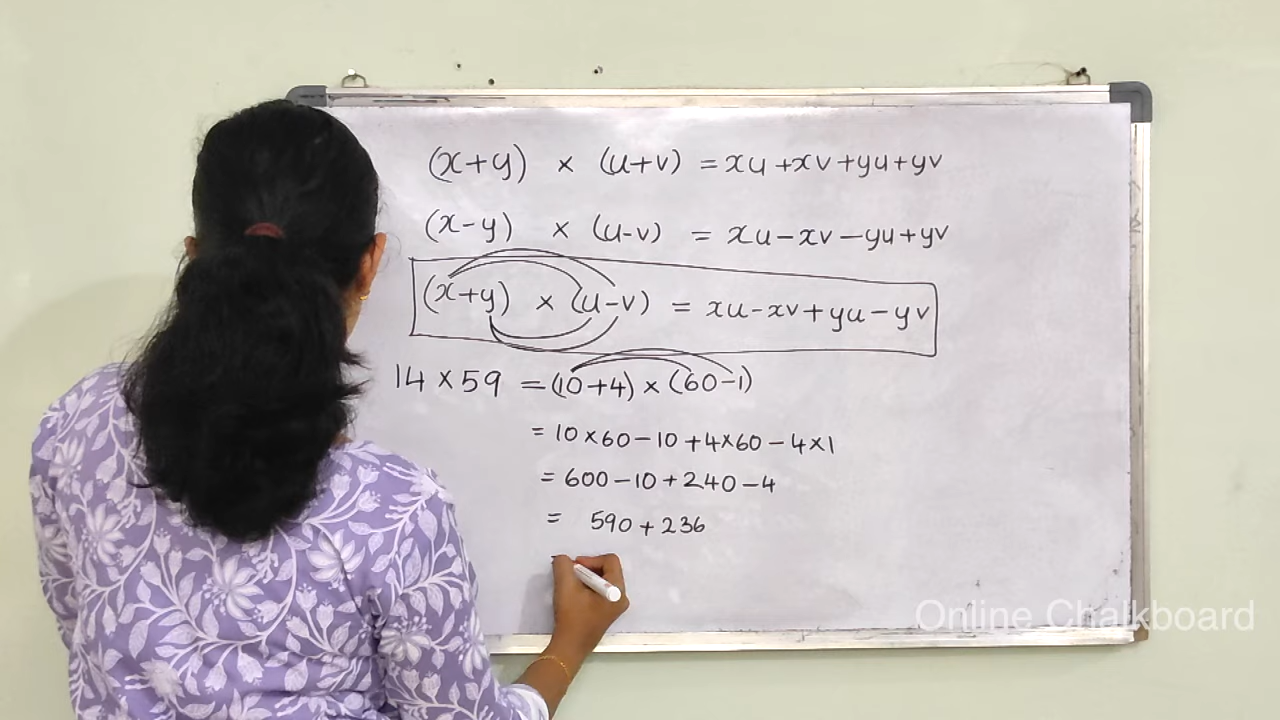 (x+y) × (u+v) = xu+xv+yu+yv
(x-y) × (u-v) = xu-xv-yu+yv
(x+y) × (u-v) = xu-xv+yu-yv
14×59 = (10+4)×(60-1)
= 10×60-10+4×60-4×1
= 600-10+240-4
= 590+236
Online Chalkboard